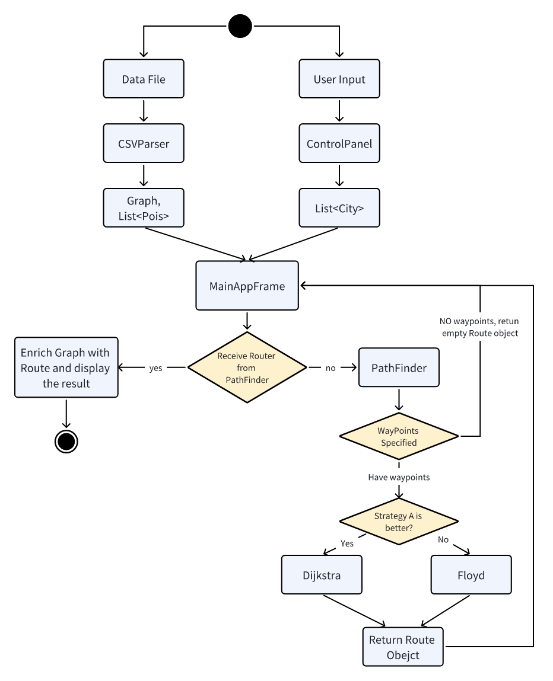 Data File
User Input
CSVParser
ControlPanel
Graph,
List<Pois>
List<City>
MainAppFrame
NO waypoints, retun
empty Route object
Enrich Graph with
Route and display
the result
yes
Receive Router
from
PathFinder
no
PathFinder
WayPoints
Specified
Have waypoints
Strategy A is
better?
Yes
No
Dijkstra
Floyd
Return Route
Obejct